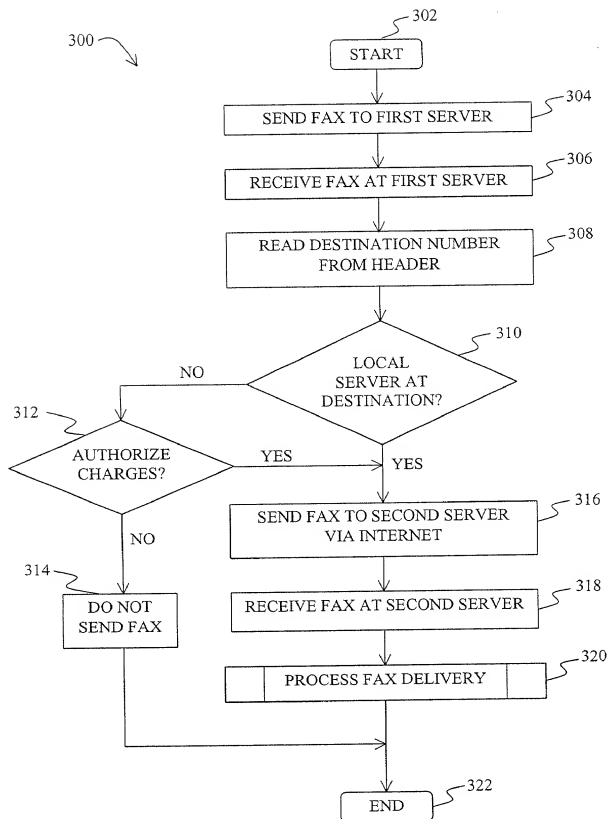 302
300
START
304
SEND FAX TO FIRST SERVER
306
RECEIVE FAX AT FIRST SERVER
308
READ DESTINATION NUMBER
FROM HEADER
310
LOCAL
SERVER AT
DESTINATION?
NO
312
AUTHORIZE
CHARGES?
YES
YES
316
SEND FAX TO SECOND SERVER
VIA INTERNET
NO
314
DO NOT
SEND FAX
318
RECEIVE FAX AT SECOND SERVER
320
PROCESS FAX DELIVERY
322
END